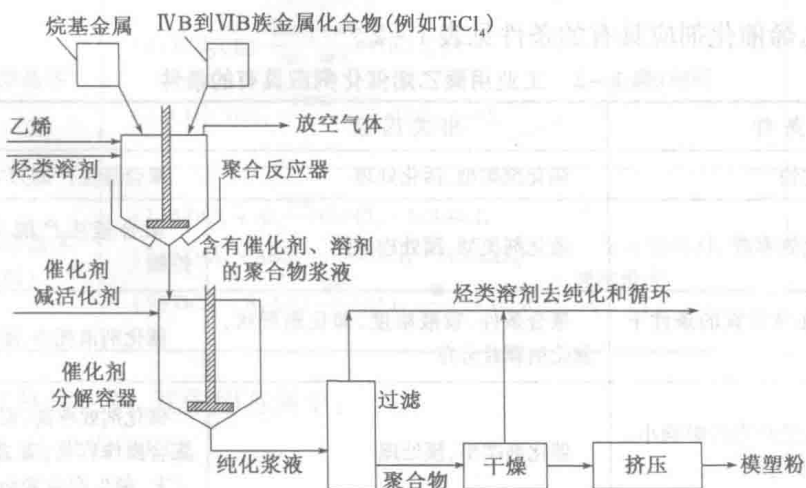 烷基金属
ⅣB到ⅥB族金属化合物(例如TiCl₄)
乙烯
放空气体
烃类溶剂
聚合反应器
含有催化剂、溶剂
的聚合物浆液
催化剂
减活化剂
烃类溶剂去纯化和循环
催化剂
分解容器
过滤
纯化浆液
聚合物
干燥
挤压
模塑粉